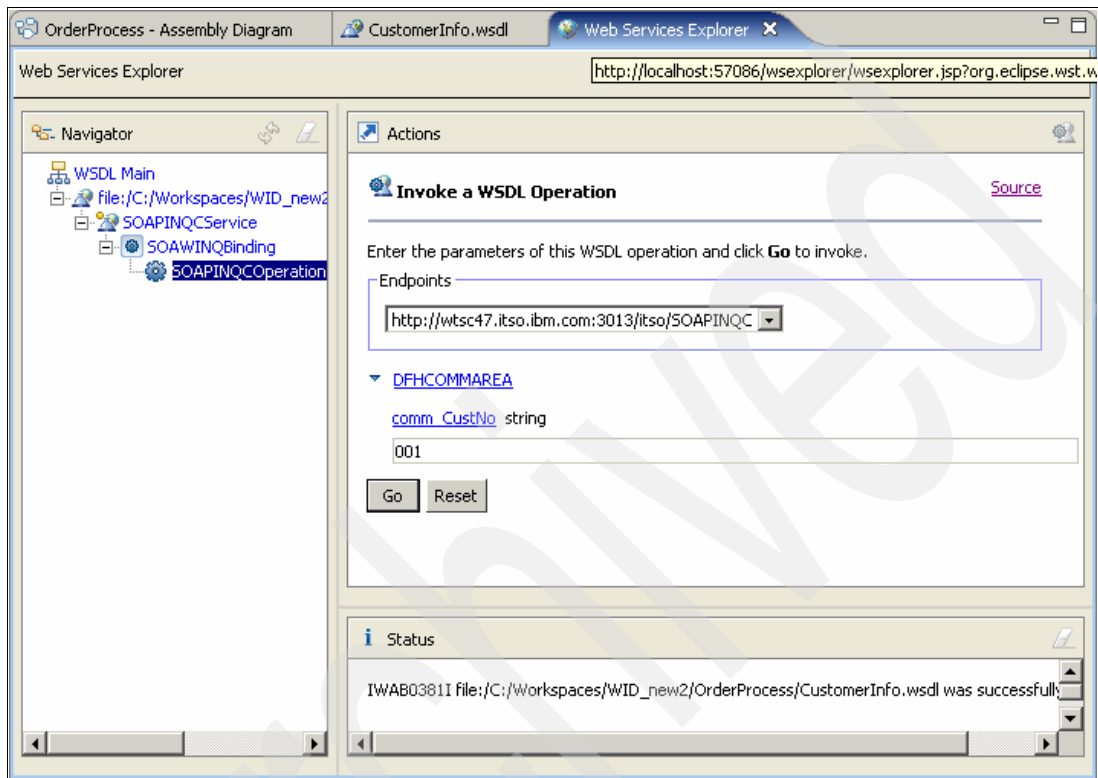 OrderProcess - Assembly Diagram
CustomerInfo.wsdl
Web Services Explorer
Web Services Explorer
http://localhost:57086/wsexplorer/wsexplorer.jsp?org.eclipse.wst.w
Navigator
WSDL Main
file:/C:/Workspaces/WID_new2
SOAPINQCService
SOAWINQBinding
SOAPINQCOperation
Actions
Invoke a WSDL Operation
Source
Enter the parameters of this WSDL operation and click Go to invoke.
Endpoints
http://wtsc47.itso.ibm.com:3013/itso/SOAPINQC
DFHCOMMAREA
comm_CustNo string
001
Go Reset
i Status
IWAB0381I file:/C:/Workspaces/WID_new2/OrderProcess/CustomerInfo.wsdl was successfully